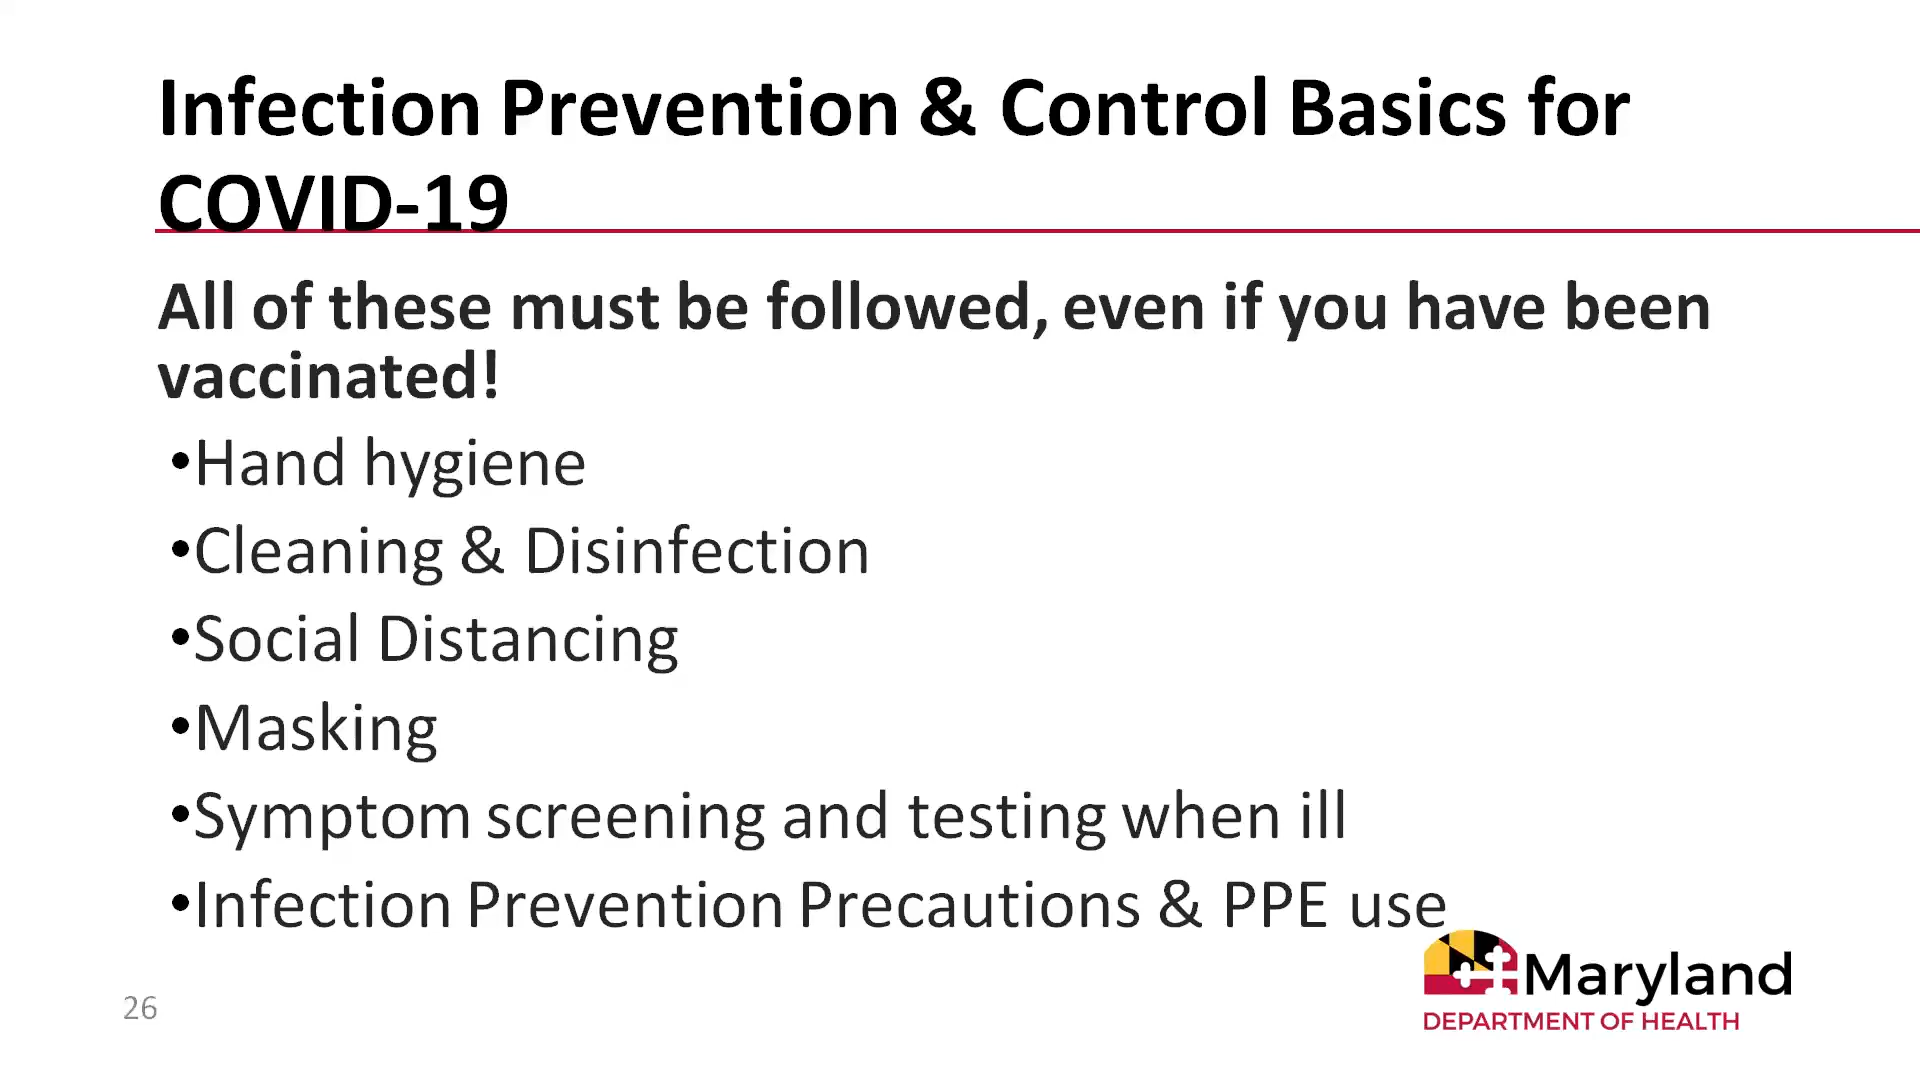 Infection Prevention & Control Basics for
COVID-19
All of these must be followed, even if you have been
vaccinated!
•Hand hygiene
•Cleaning & Disinfection
•Social Distancing
•Masking
•Symptom screening and testing when ill
•Infection Prevention Precautions & PPE use
26
Maryland
DEPARTMENT OF HEALTH